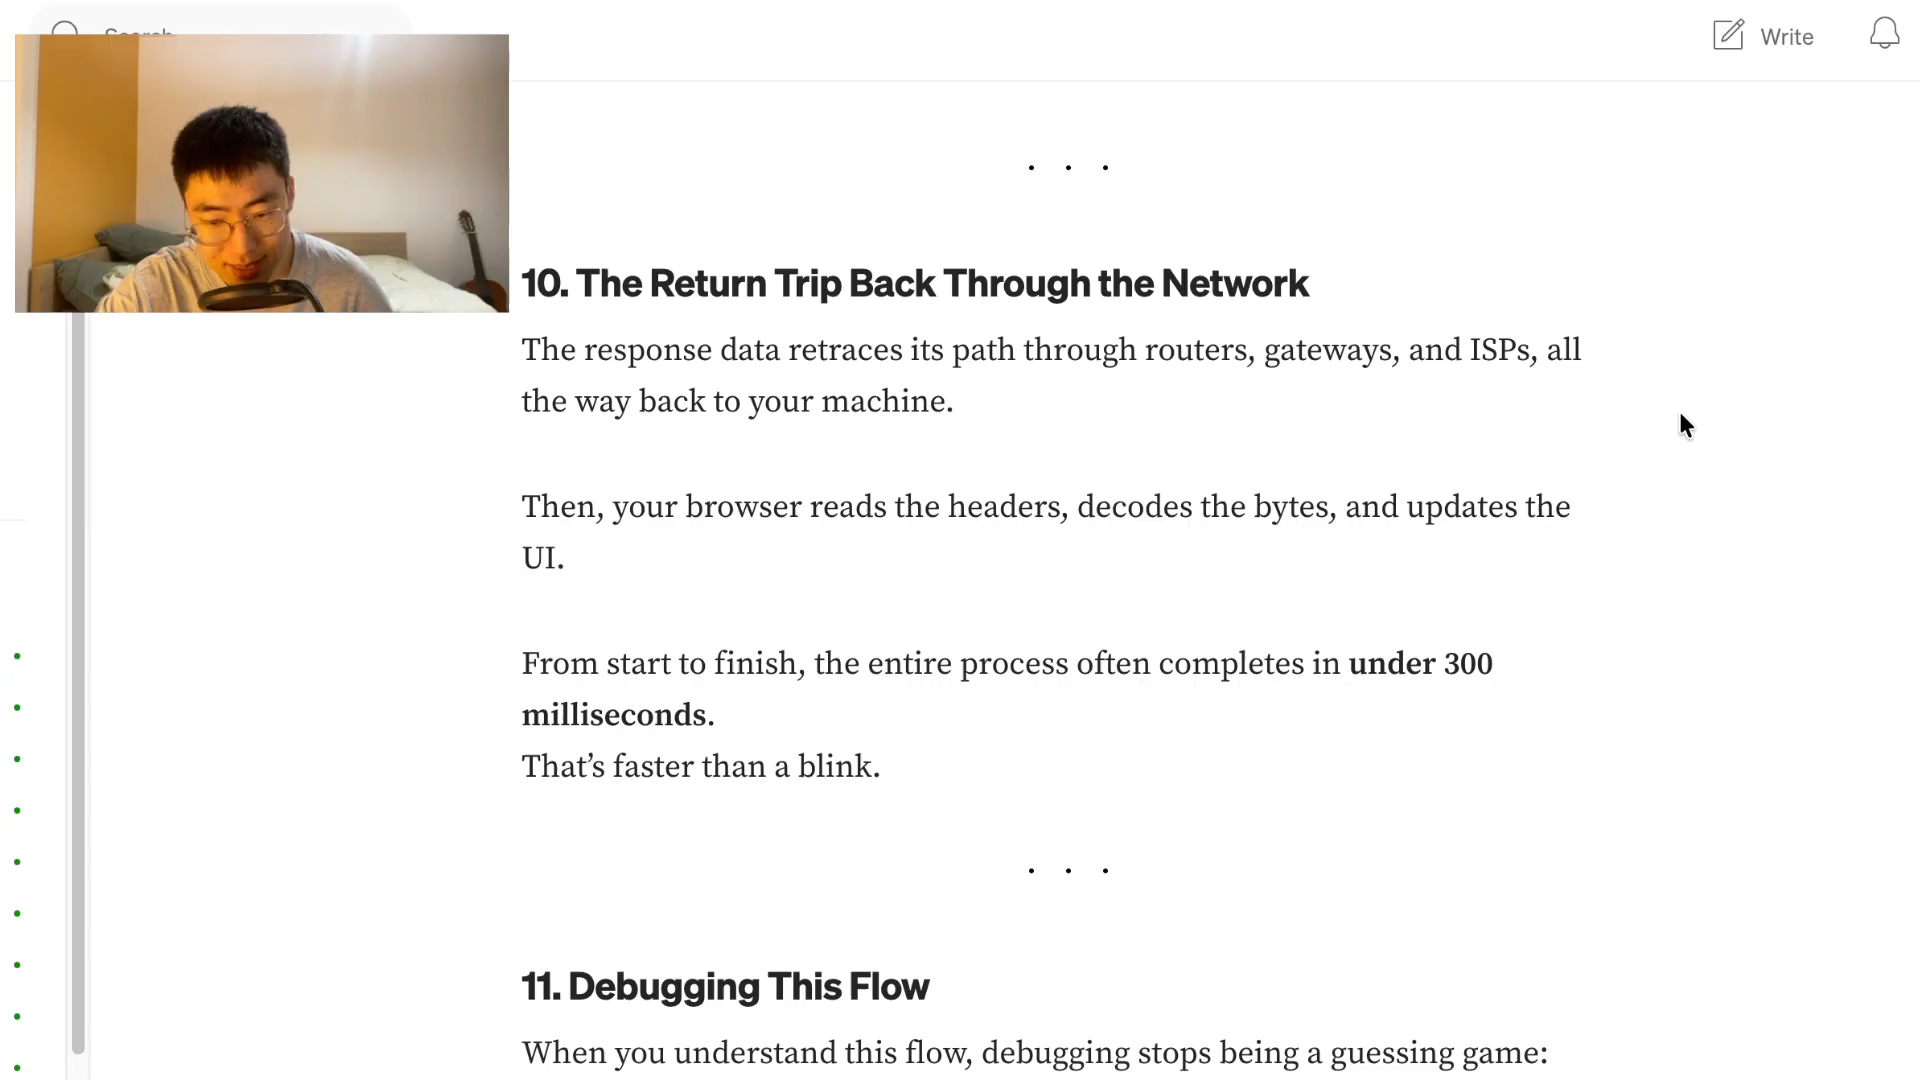 Write
10. The Return Trip Back Through the Network
The response data retraces its path through routers, gateways, and ISPs, all
the way back to your machine.
Then, your browser reads the headers, decodes the bytes, and updates the
UI.
From start to finish, the entire process often completes in under 300
milliseconds.
That’s faster than a blink.
11. Debugging This Flow
When you understand this flow, debugging stops being a guessing game: